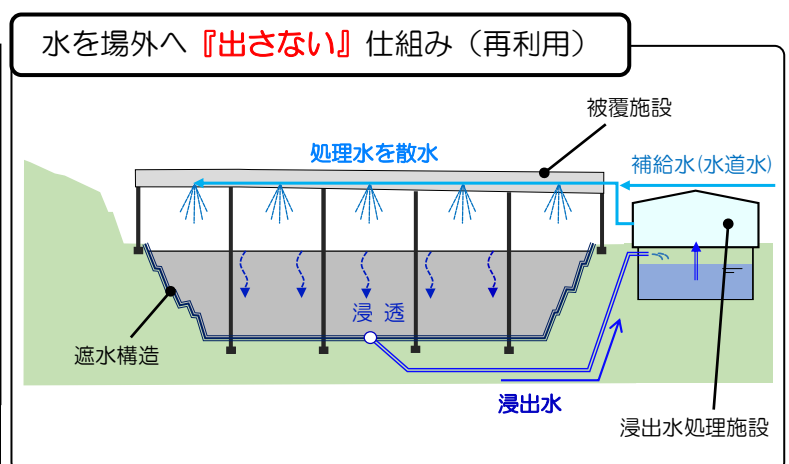 水を場外へ『出さない』仕組み（再利用）
被覆施設
処理水を散水
補給水(水道水)
浸 透
遮水構造
浸出水
浸出水処理施設